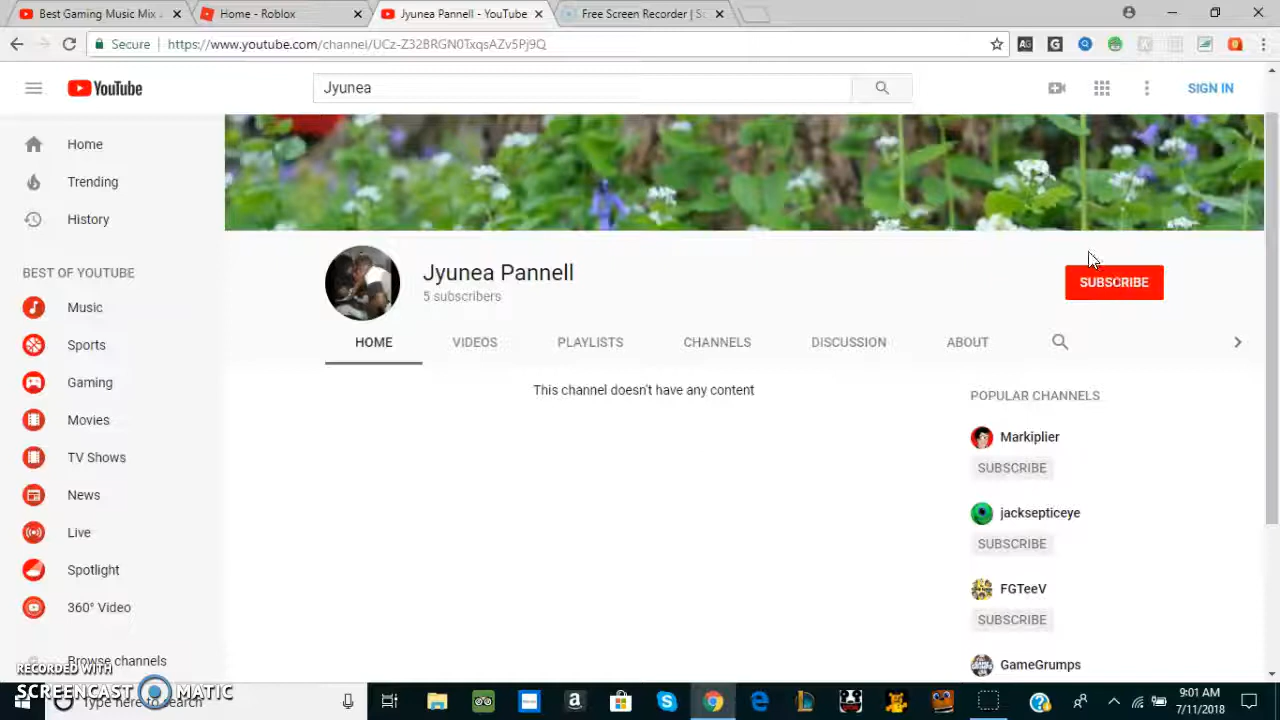 Best Gaming Music Mix -
Home - Roblox
Jyunea Pannell - YouTube
Free Screen Recorder | Sc
Secure
https://www.youtube.com/channel/UCz-Z32BRGN0TxqsAZv5Pj9Q
YouTube
Jyunea
SIGN IN
Home
Trending
History
BEST OF YOUTUBE
Music
Sports
Gaming
Movies
TV Shows
News
Live
Spotlight
360° Video
Browse channels
Jyunea Pannell
5 subscribers
SUBSCRIBE
HOME
VIDEOS
PLAYLISTS
CHANNELS
DISCUSSION
ABOUT
This channel doesn't have any content
POPULAR CHANNELS
Markiplier
SUBSCRIBE
jacksepticeye
SUBSCRIBE
FGTeeV
SUBSCRIBE
GameGrumps
RECORDED WITH
SCREENCAST MATIC
Type here to search
9:01 AM
7/11/2018